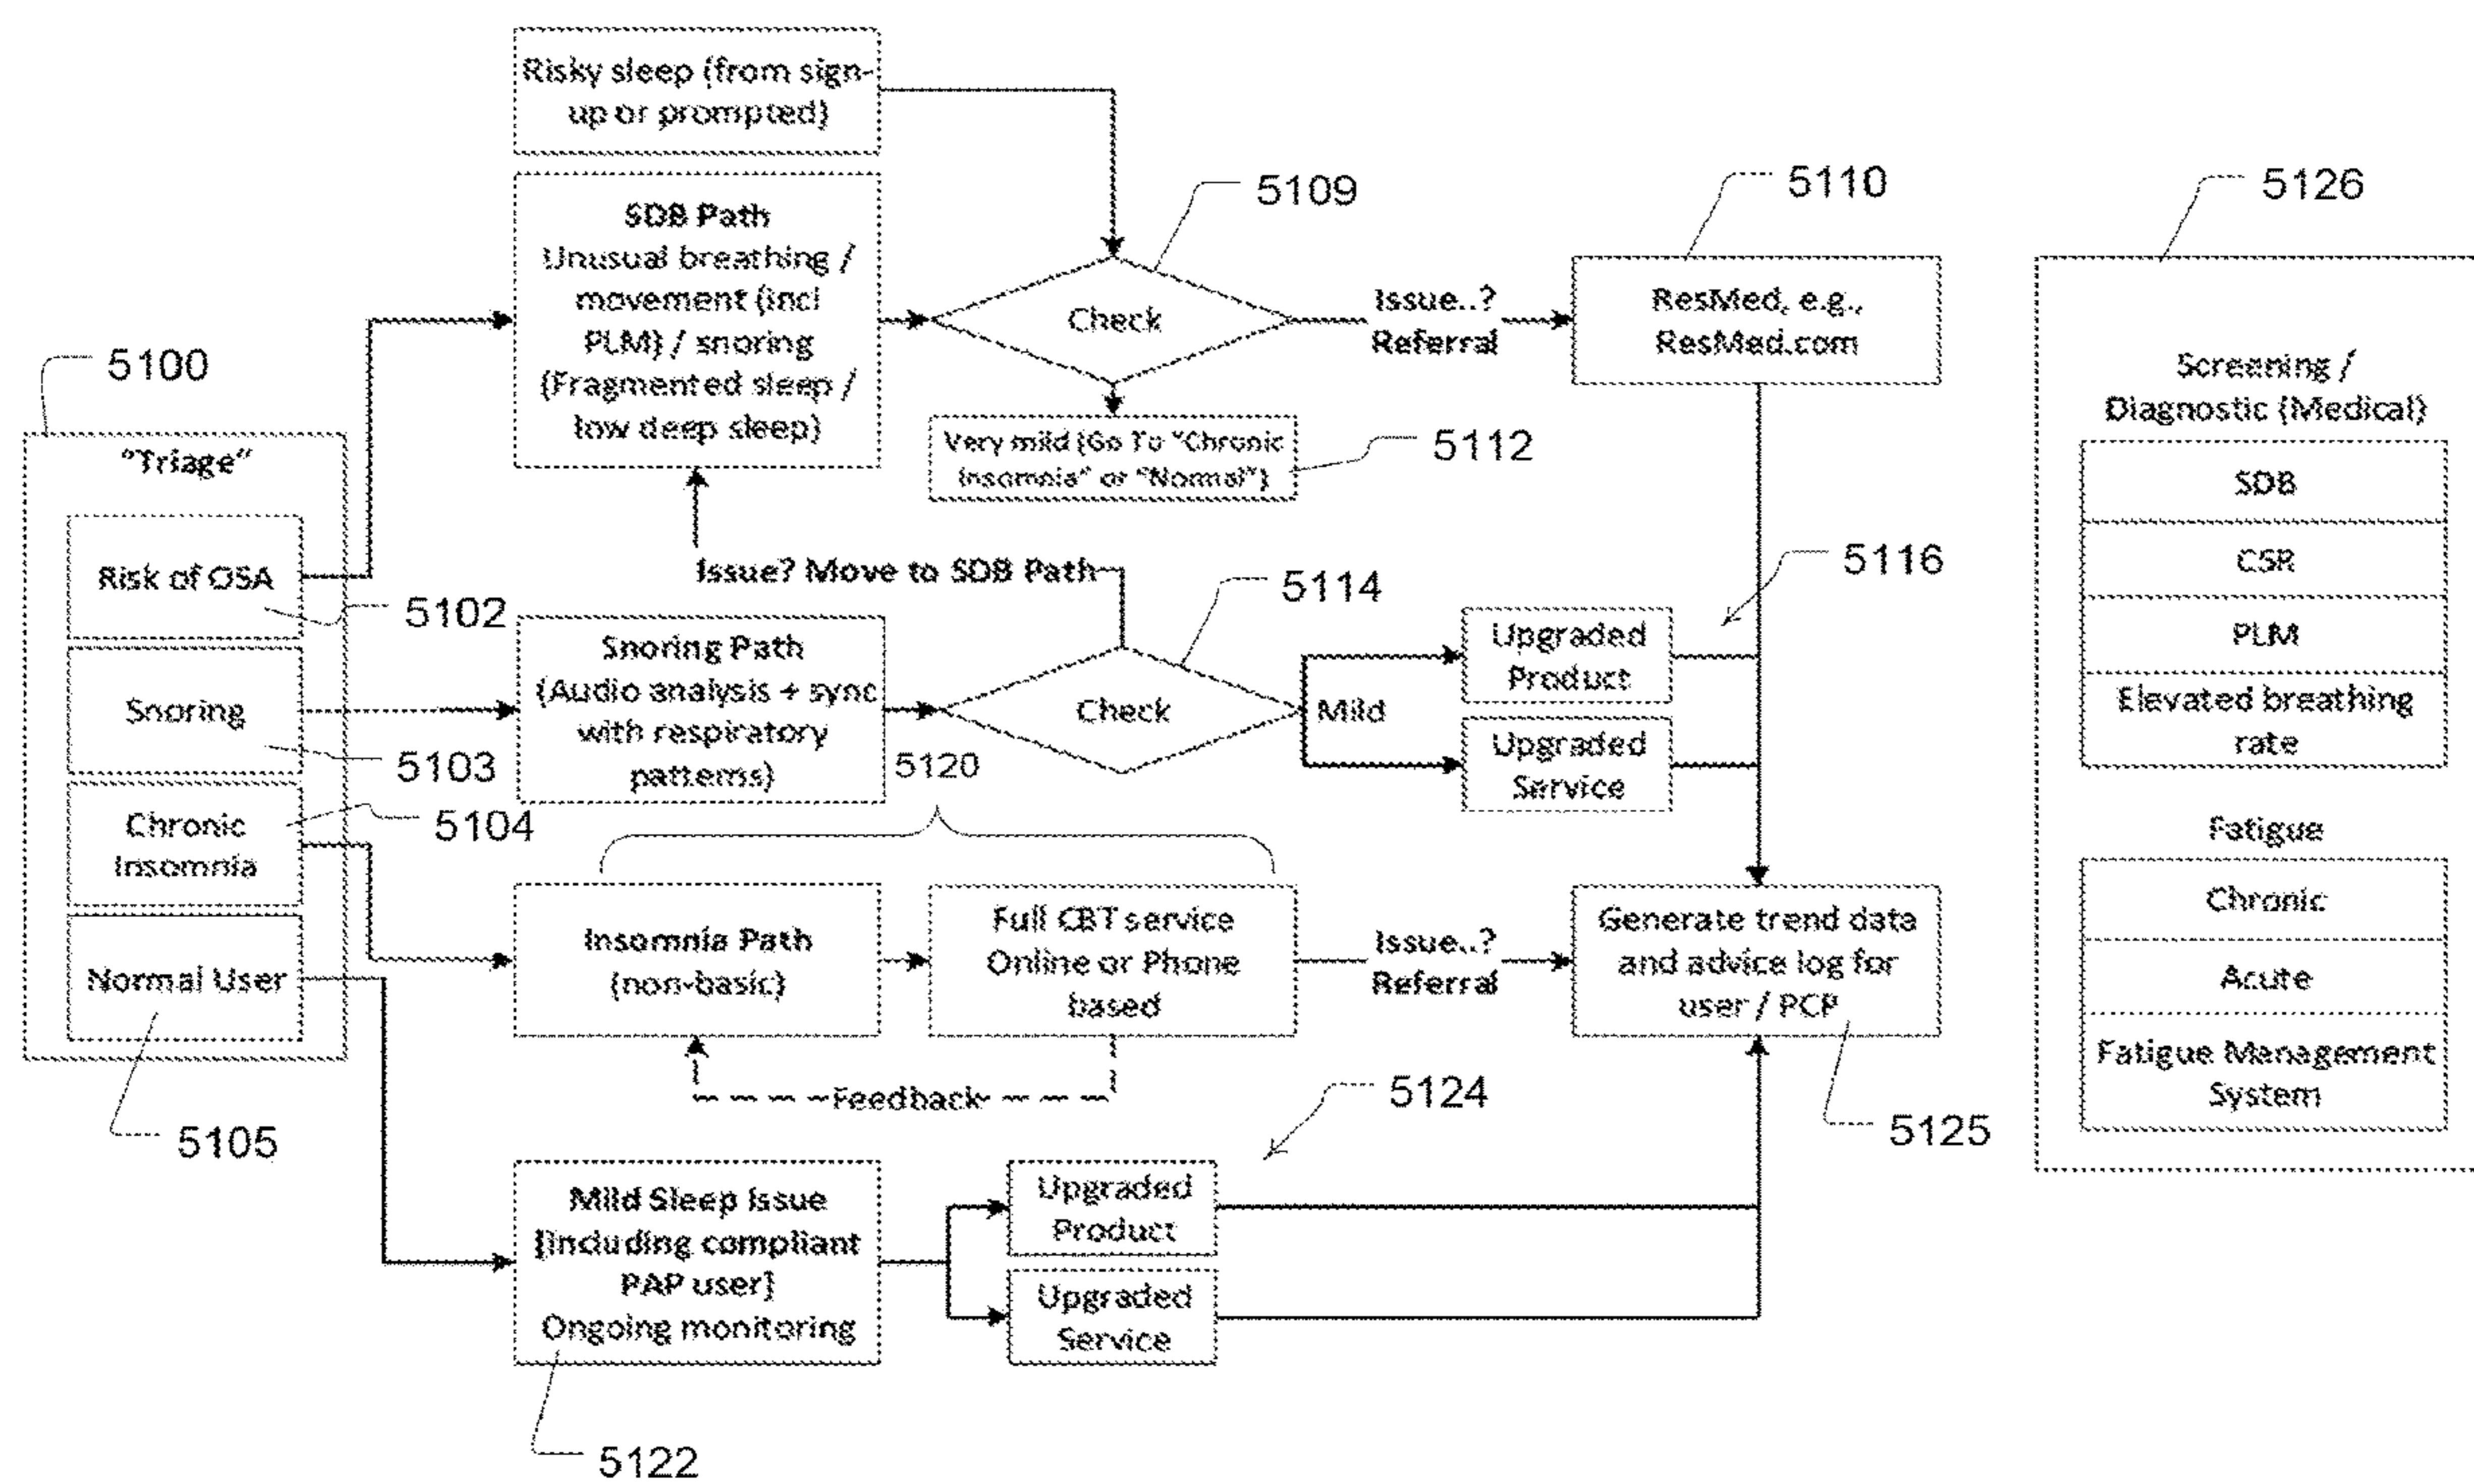 Risky sleep (from sign-
up or prompted)
SDB Path
Unusual breathing /
movement (incl
PLM) / snoring
(Fragmented sleep /
low deep sleep)
5109
Check
Issue..?
Referral
5110
ResMed, e.g.,
ResMed.com
Very mild (Go To "Chronic
Insomnia" or "Normal")
5112
5100
"Triage"
Risk of OSA
5102
Snoring
5103
Chronic
Insomnia
5104
Normal User
5105
Issue? Move to SDB Path
Snoring Path
(Audio analysis + sync
with respiratory
patterns)
5114
Check
Mild
5116
Upgraded
Product
Upgraded
Service
5120
Insomnia Path
(non-basic)
Full CBT service
Online or Phone
based
Feedback
Issue..?
Referral
Generate trend data
and advice log for
user / PCP
5125
Mild Sleep Issue
[including compliant
PAP user]
Ongoing monitoring
5122
5124
Upgraded
Product
Upgraded
Service
5126
Screening /
Diagnostic (Medical)
SDB
CSR
PLM
Elevated breathing
rate
Fatigue
Chronic
Acute
Fatigue Management
System